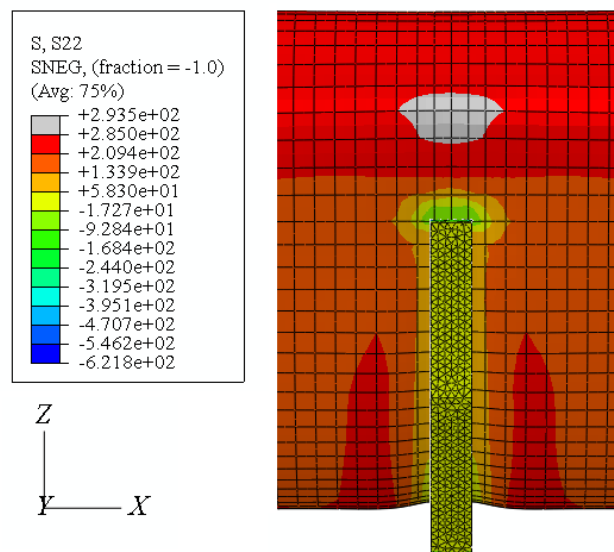 S, S22
SNEG, (fraction = -1.0)
(Avg: 75%)
+2.935e+02
+2.850e+02
+2.094e+02
+1.339e+02
+5.830e+01
-1.727e+01
-9.284e+01
-1.684e+02
-2.440e+02
-3.195e+02
-3.951e+02
-4.707e+02
-5.462e+02
-6.218e+02
Z
Y X